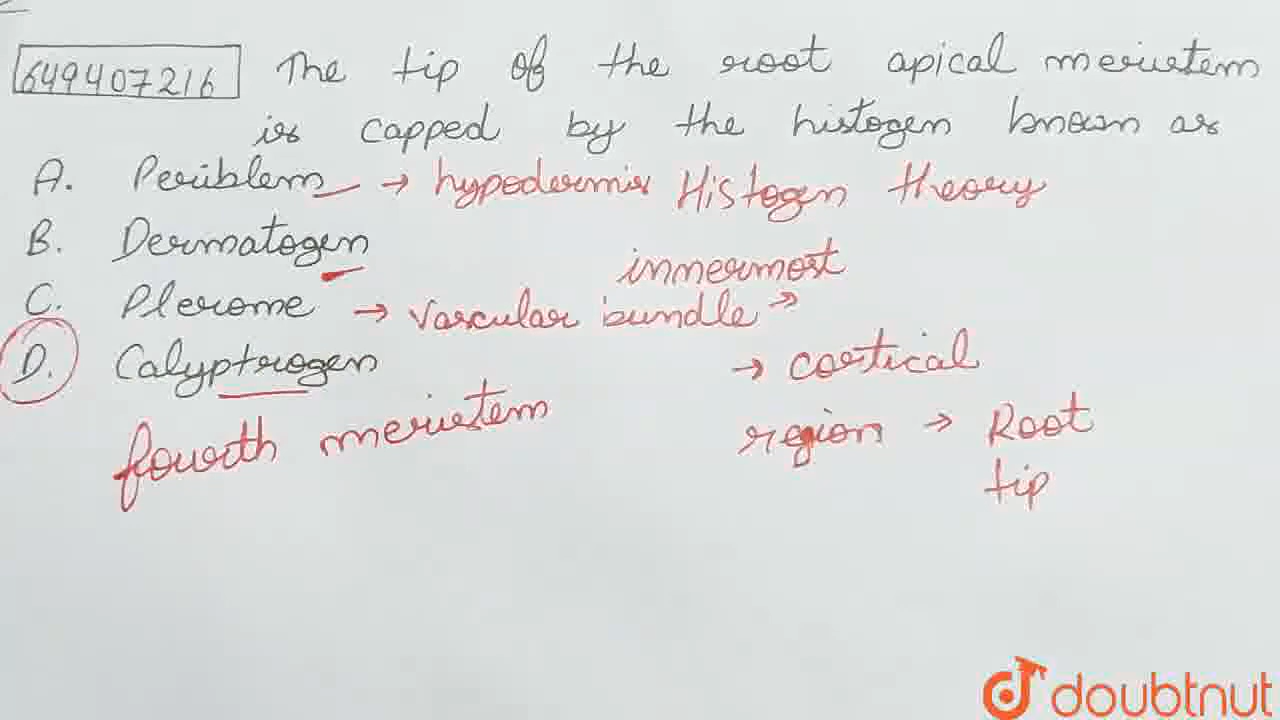 649407216 The tip of the root apical meristem
is capped by the histogen known as
A. Periblem → hypodermis Histogen theory
B. Dermatogen
innermost
C. Plerome → vascular bundle →
D. Calyptrogen → cortical
fourth meristem region → Root
tip
doubtnut